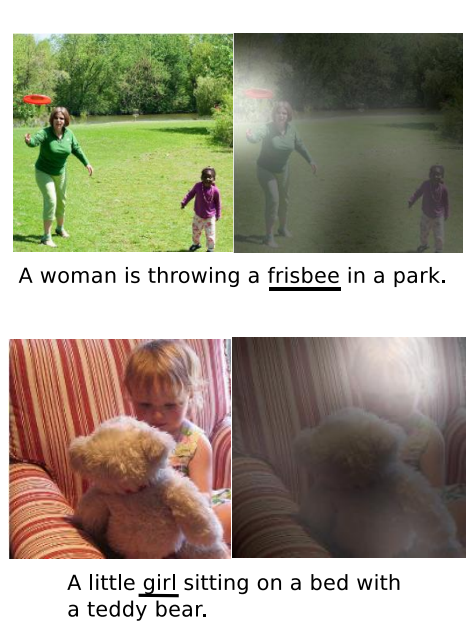 A woman is throwing a frisbee in a park.
A little girl sitting on a bed with
a teddy bear.